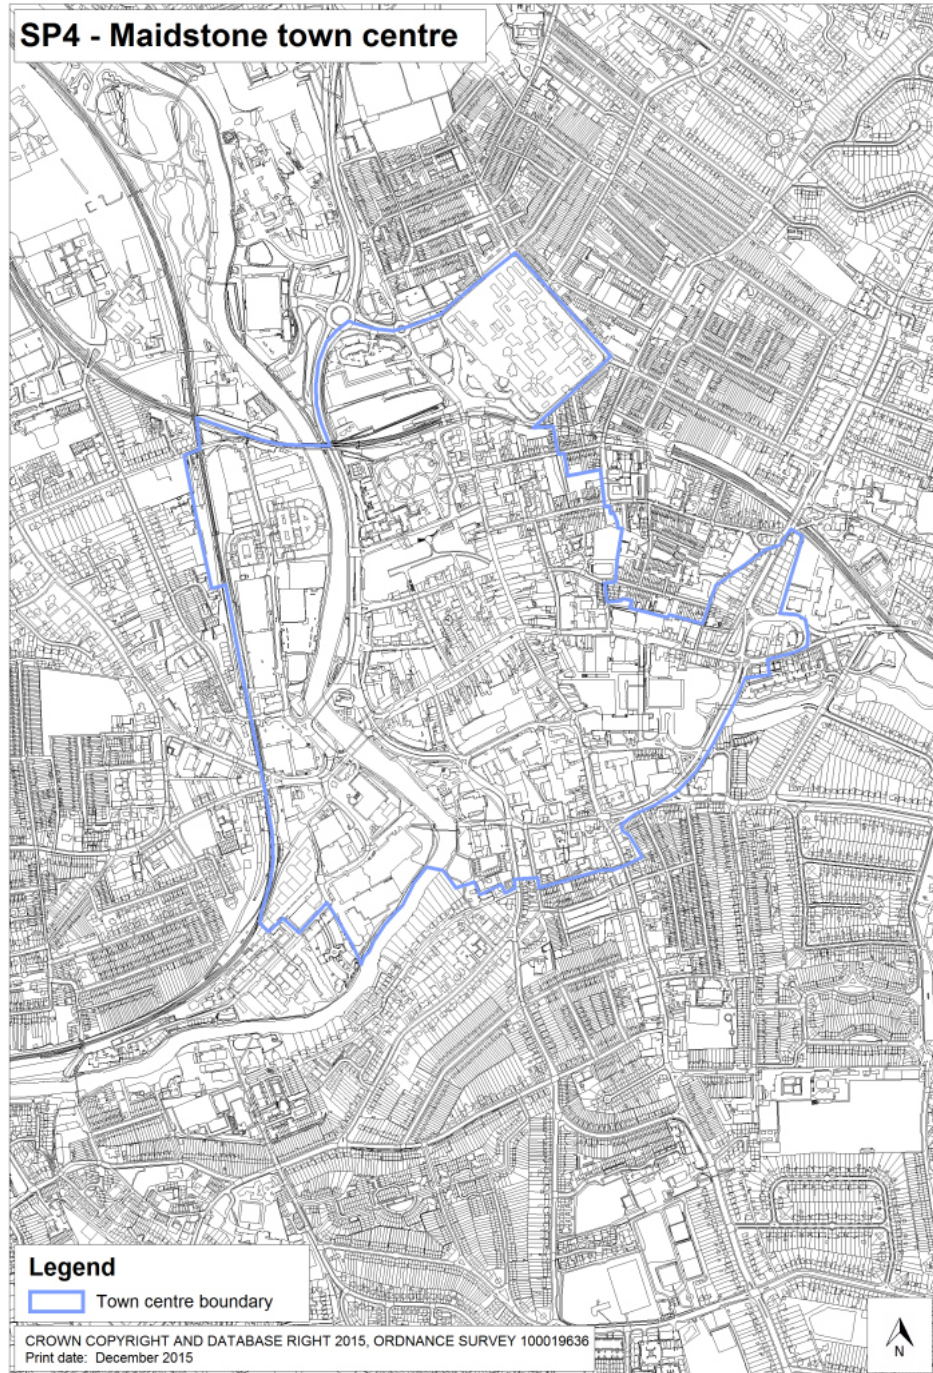 SP4 - Maidstone town centre
Legend
Town centre boundary
CROWN COPYRIGHT AND DATABASE RIGHT 2015, ORDNANCE SURVEY 100019636
Print date: December 2015
N